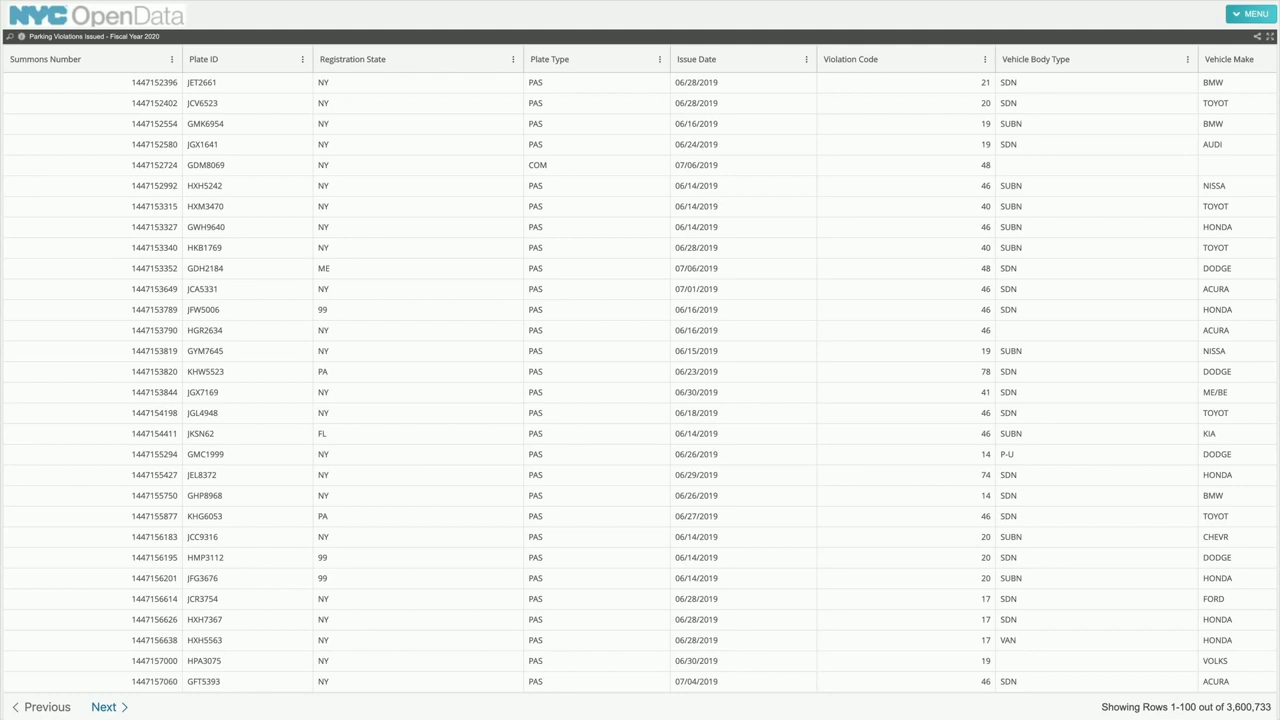 NYC OpenData
MENU
Parking Violations Issued - Fiscal Year 2020
Summons Number Plate ID Registration State Plate Type Issue Date Violation Code Vehicle Body Type Vehicle Make
1447152396 JET2661 NY PAS 06/28/2019 21 SDN BMW
1447152402 JCV6523 NY PAS 06/28/2019 20 SDN TOYOT
1447152554 GMK6954 NY PAS 06/16/2019 19 SUBN BMW
1447152580 JGX1641 NY PAS 06/24/2019 19 SDN AUDI
1447152724 GDM8069 NY COM 07/06/2019 48
1447152992 HXH5242 NY PAS 06/14/2019 46 SUBN NISSA
1447153315 HXM3470 NY PAS 06/14/2019 40 SUBN TOYOT
1447153327 GWH9640 NY PAS 06/14/2019 46 SUBN HONDA
1447153340 HKB1769 NY PAS 06/28/2019 40 SUBN TOYOT
1447153352 GDH2184 ME PAS 07/06/2019 48 SDN DODGE
1447153649 JCA5331 NY PAS 07/01/2019 46 SDN ACURA
1447153789 JFW5006 99 PAS 06/16/2019 46 SDN HONDA
1447153790 HGR2634 NY PAS 06/16/2019 46 ACURA
1447153819 GYM7645 NY PAS 06/15/2019 19 SUBN NISSA
1447153820 KHW5523 PA PAS 06/23/2019 78 SDN DODGE
1447153844 JGX7169 NY PAS 06/30/2019 41 SDN ME/BE
1447154198 JGL4948 NY PAS 06/18/2019 46 SDN TOYOT
1447154411 JKSN62 FL PAS 06/14/2019 46 SUBN KIA
1447155294 GMC1999 NY PAS 06/26/2019 14 P-U DODGE
1447155427 JEL8372 NY PAS 06/29/2019 74 SDN HONDA
1447155750 GHP8968 NY PAS 06/26/2019 14 SDN BMW
1447155877 KHG6053 PA PAS 06/27/2019 46 SDN TOYOT
1447156183 JCC9316 NY PAS 06/14/2019 20 SUBN CHEVR
1447156195 HMP3112 99 PAS 06/14/2019 20 SDN DODGE
1447156201 JFG3676 99 PAS 06/14/2019 20 SUBN HONDA
1447156614 JCR3754 NY PAS 06/28/2019 17 SDN FORD
1447156626 HXH7367 NY PAS 06/28/2019 17 SDN HONDA
1447156638 HXH5563 NY PAS 06/28/2019 17 VAN HONDA
1447157000 HPA3075 NY PAS 06/30/2019 19 VOLKS
1447157060 GFT5393 NY PAS 07/04/2019 46 SDN ACURA
Previous Next Showing Rows 1-100 out of 3,600,733